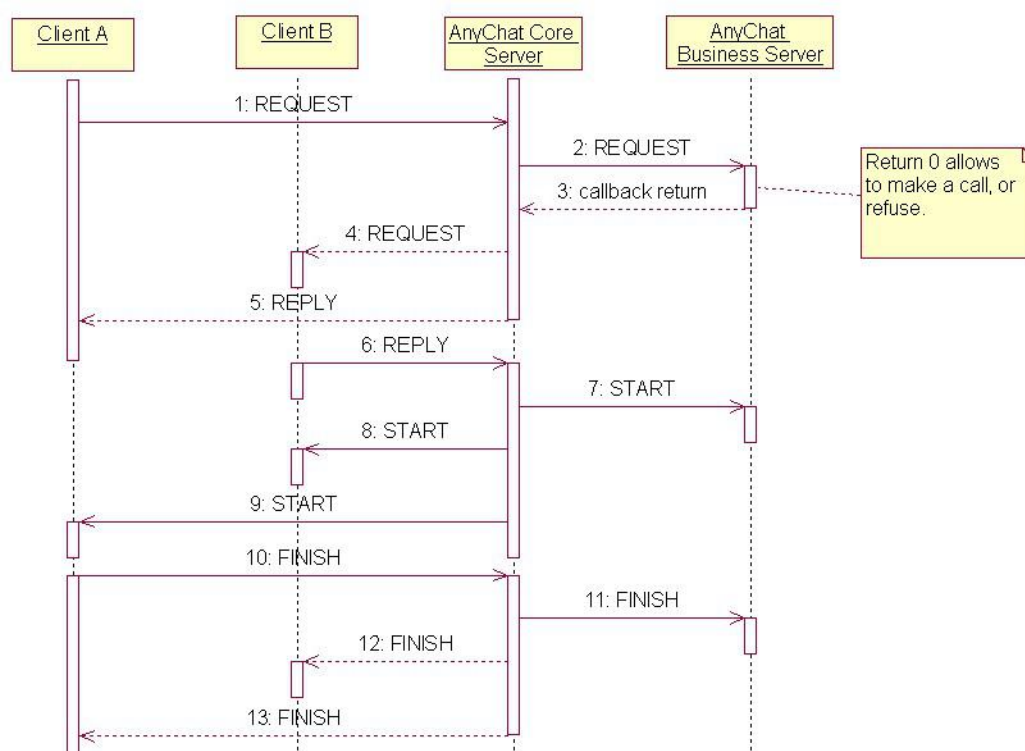 Client A
Client B
AnyChat Core
Server
AnyChat
Business Server
1: REQUEST
2: REQUEST
Return 0 allows
to make a call, or
refuse.
3: callback return
4: REQUEST
5: REPLY
6: REPLY
7: START
8: START
9: START
10: FINISH
11: FINISH
12: FINISH
13: FINISH